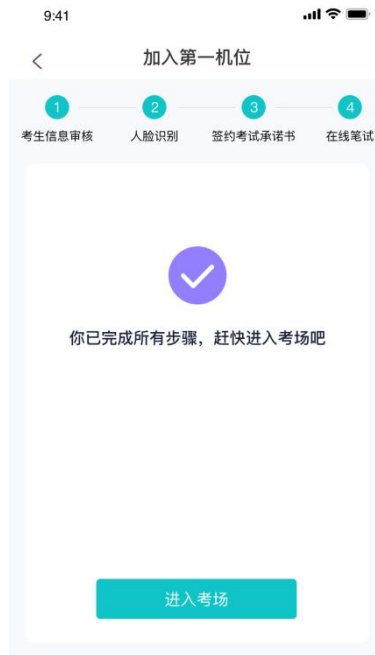 9:41
加入第一机位
1 2 3 4
考生信息审核 人脸识别 签约考试承诺书 在线笔试
你已完成所有步骤，赶快进入考场吧
进入考场